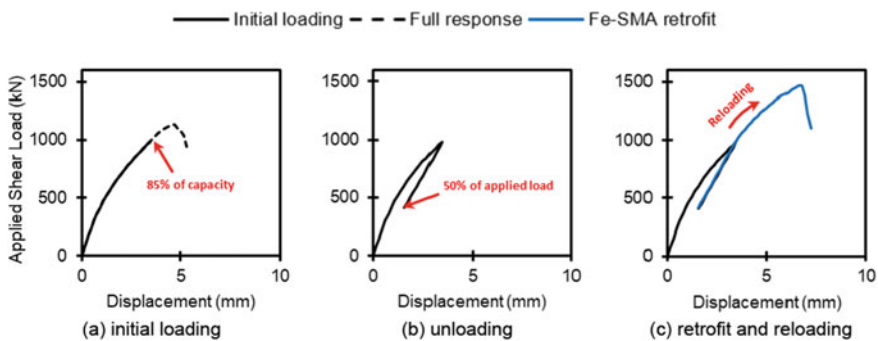 Initial loading Full response Fe-SMA retrofit
Applied Shear Load (kN)
1500
1000
500
0
85% of capacity
0 5 10
Displacement (mm)
(a) initial loading
1500
1000
500
0
50% of applied load
0 5 10
Displacement (mm)
(b) unloading
1500
1000
500
0
Reloading
0 5 10
Displacement (mm)
(c) retrofit and reloading